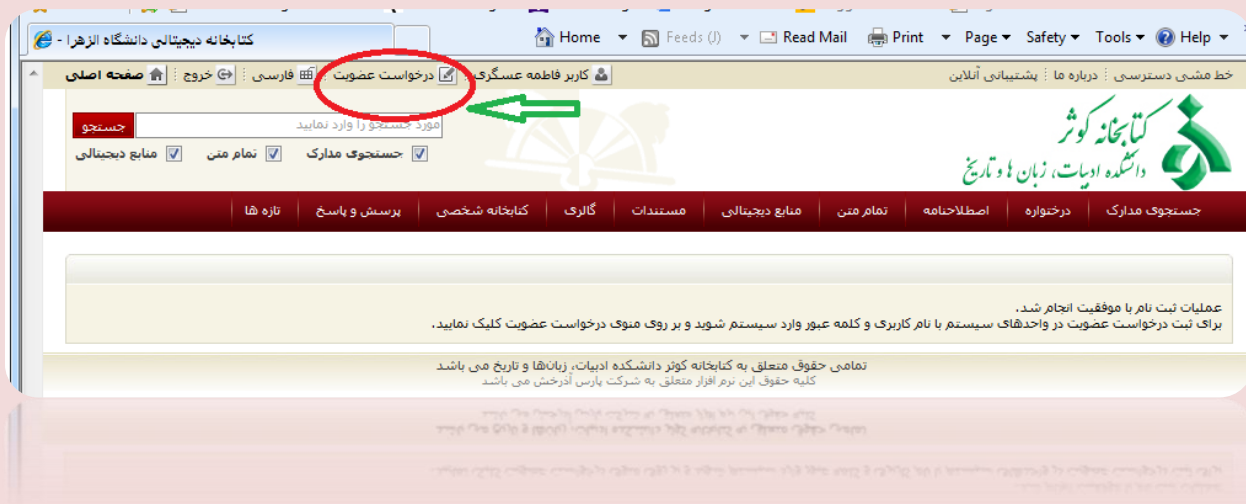 کتابخانه دیجیتالی دانشگاه الزهرا -
Home Feeds (J) Read Mail Print Page Safety Tools Help
خط مشی دسترسی درباره ما پشتیبانی آنلاین
کاربر فاطمه عسگری درخواست عضویت فارسی خروج صفحه اصلی
کتابخانه کوثر
دانشکده ادبیات، زبان ها و تاریخ
مورد جستجو را وارد نمایید جستجو
جستجوی مدارک تمام متن منابع دیجیتالی
جستجوی مدارک درختواره اصطلاحنامه تمام متن منابع دیجیتالی مستندات گالری کتابخانه شخصی پرسش و پاسخ تازه ها
عملیات ثبت نام با موفقیت انجام شد.
برای ثبت درخواست عضویت در واحدهای سیستم با نام کاربری و کلمه عبور وارد سیستم شوید و بر روی منوی درخواست عضویت کلیک نمایید.
تمامی حقوق متعلق به کتابخانه کوثر دانشکده ادبیات، زبان‌ها و تاریخ می باشد
کلیه حقوق این نرم افزار متعلق به شرکت پارس آذرخش می باشد